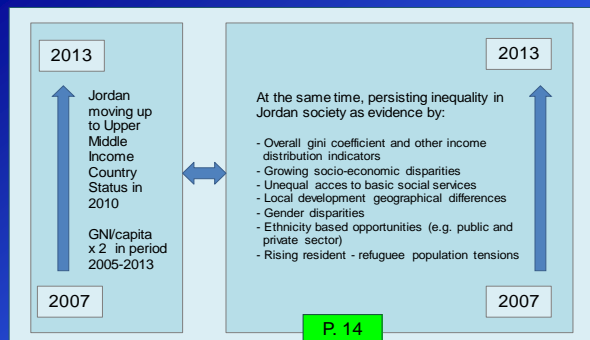 2013
Jordan
moving up
to Upper
Middle
Income
Country
Status in
2010
GNI/capita
x 2 in period
2005-2013
2007
2013
At the same time, persisting inequality in
Jordan society as evidence by:
- Overall gini coefficient and other income
distribution indicators
- Growing socio-economic disparities
- Unequal acces to basic social services
- Local development geographical differences
- Gender disparities
- Ethnicity based opportunities (e.g. public and
private sector)
- Rising resident - refuguee population tensions
2007
P. 14